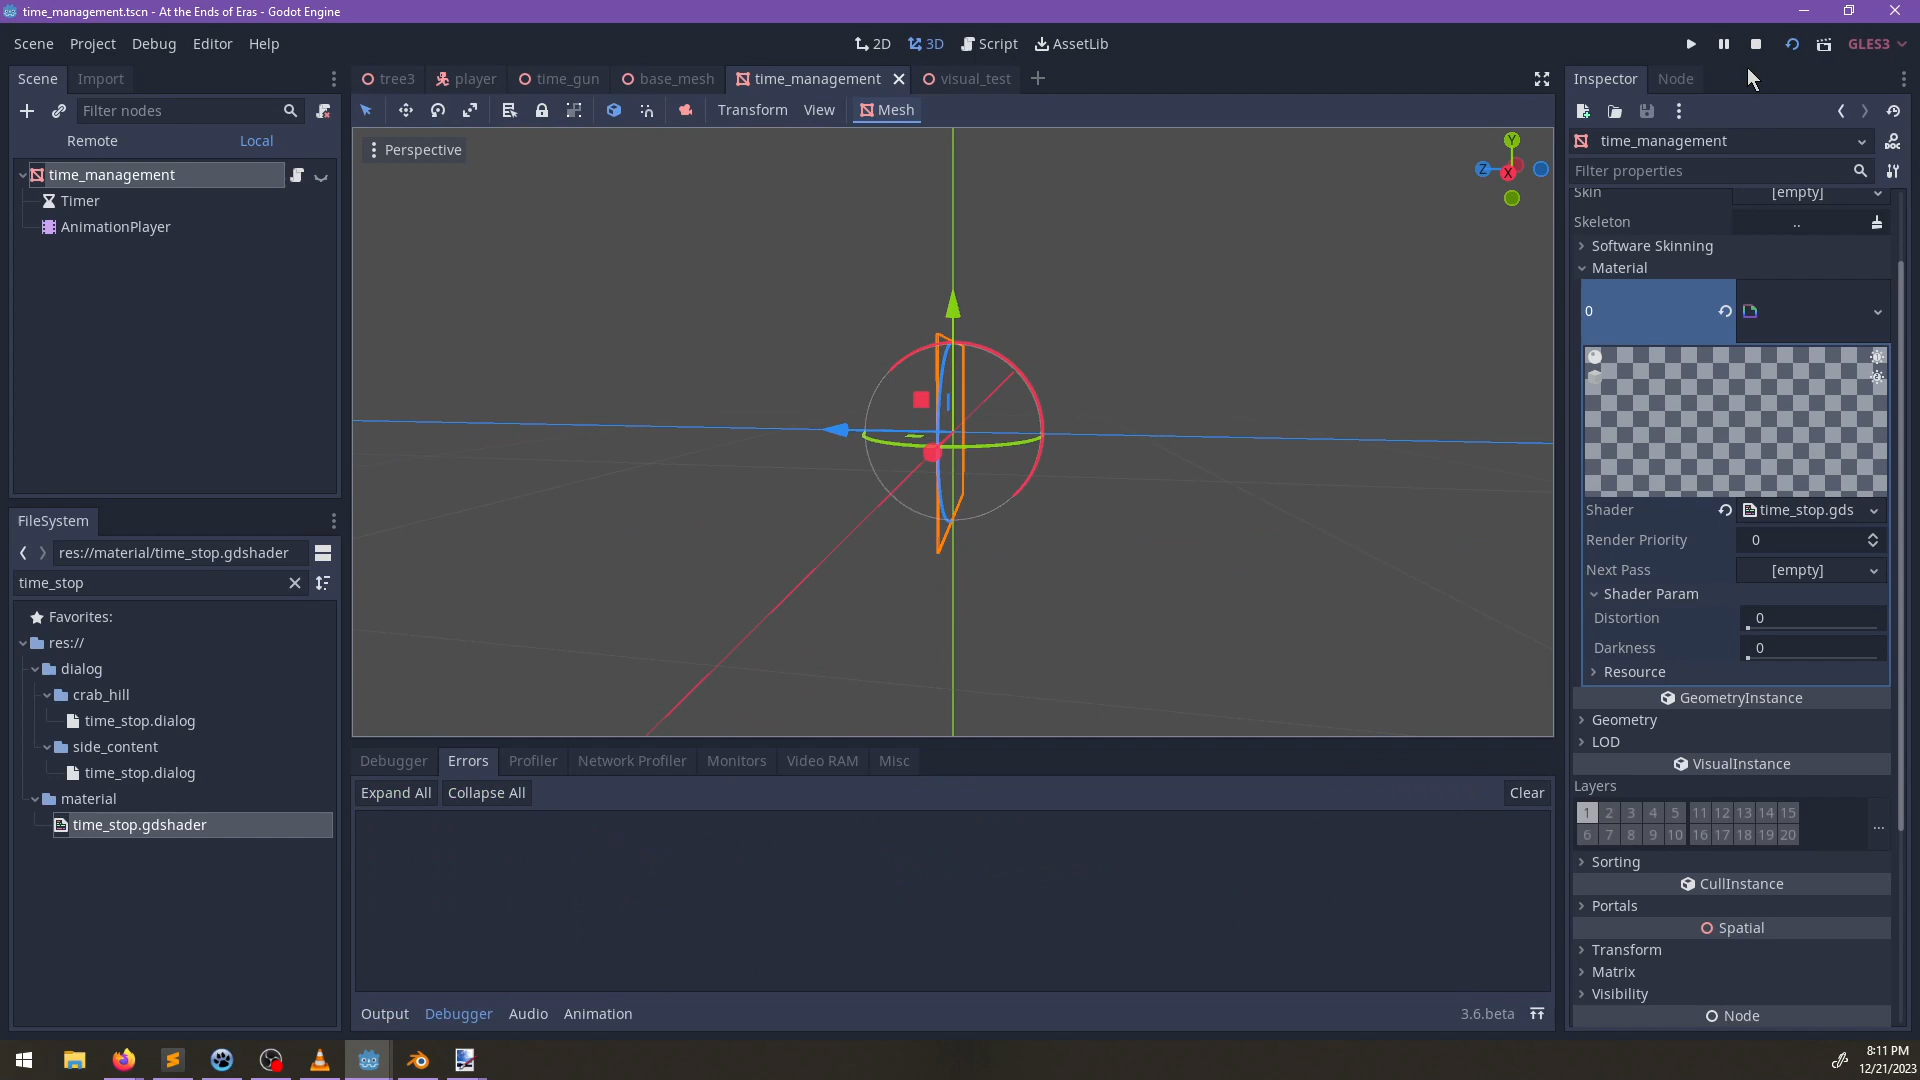 time_management.tscn - At the Ends of Eras - Godot Engine
Scene Project Debug Editor Help
2D 3D Script AssetLib
GLES3
Scene Import
tree3 player time_gun base_mesh time_management visual_test
Inspector Node
Filter nodes
Transform View Mesh
Remote Local
time_management
Filter properties
time_management
Timer
AnimationPlayer
Perspective
Y
Z
X
Skin [empty]
Skeleton ..
Software Skinning
Material
0
Shader time_stop.gds
Render Priority 0
Next Pass [empty]
Shader Param
Distortion 0
Darkness 0
Resource
GeometryInstance
Geometry
LOD
VisualInstance
Layers
1 2 3 4 5 11 12 13 14 15
6 7 8 9 10 16 17 18 19 20
...
Sorting
CullInstance
Portals
Spatial
Transform
Matrix
Visibility
Node
FileSystem
res://material/time_stop.gdshader
time_stop
Favorites:
res://
dialog
crab_hill
time_stop.dialog
side_content
time_stop.dialog
material
time_stop.gdshader
Debugger Errors Profiler Network Profiler Monitors Video RAM Misc
Expand All Collapse All Clear
Output Debugger Audio Animation 3.6.beta
8:11 PM
12/21/2023